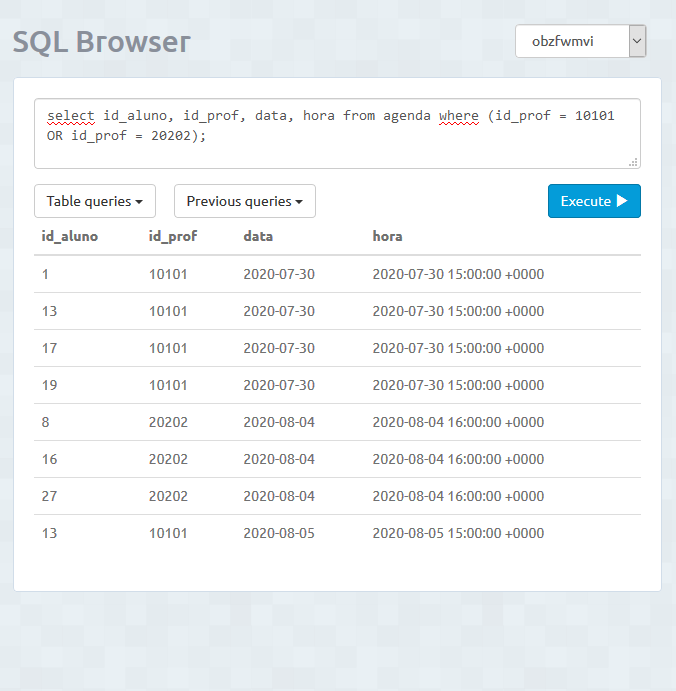 SQL Browser
obzfwmvi
select id_aluno, id_prof, data, hora from agenda where (id_prof = 10101
OR id_prof = 20202);
Table queries
Previous queries
Execute
id_aluno id_prof data hora
1 10101 2020-07-30 2020-07-30 15:00:00 +0000
13 10101 2020-07-30 2020-07-30 15:00:00 +0000
17 10101 2020-07-30 2020-07-30 15:00:00 +0000
19 10101 2020-07-30 2020-07-30 15:00:00 +0000
8 20202 2020-08-04 2020-08-04 16:00:00 +0000
16 20202 2020-08-04 2020-08-04 16:00:00 +0000
27 20202 2020-08-04 2020-08-04 16:00:00 +0000
13 10101 2020-08-05 2020-08-05 15:00:00 +0000